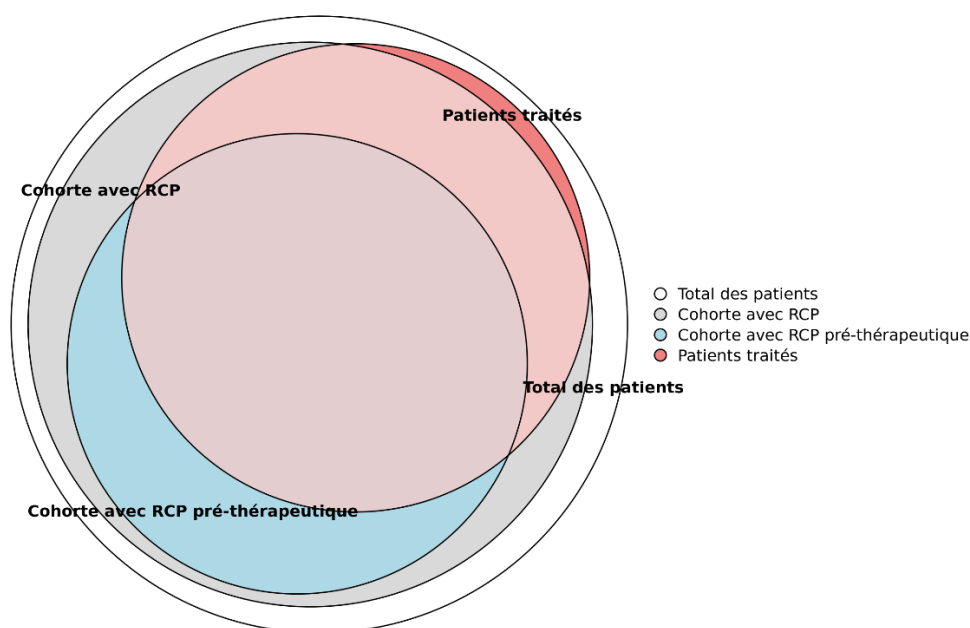 Patients traités
Cohorte avec RCP
Total des patients
Cohorte avec RCP pré-thérapeutique
Total des patients
Cohorte avec RCP
Cohorte avec RCP pré-thérapeutique
Patients traités